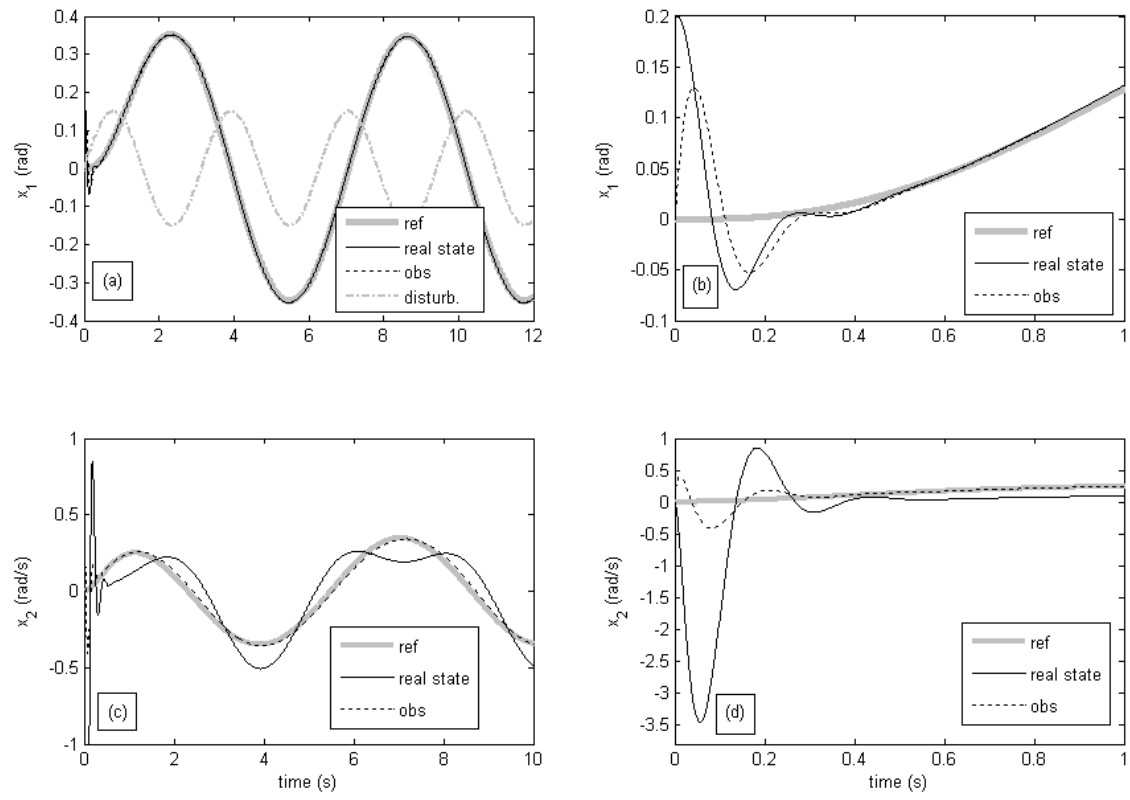 0.4
0.3
0.2
0.1
0
-0.1
-0.2
-0.3
-0.4
x1 (rad)
0 2 4 6 8 10 12
(a)
ref
real state
obs
disturb.
0.2
0.15
0.1
0.05
0
-0.05
-0.1
x1 (rad)
0 0.2 0.4 0.6 0.8 1
(b)
ref
real state
obs
1
0.5
0
-0.5
-1
x2 (rad/s)
0 2 4 6 8 10
time (s)
(c)
ref
real state
obs
1
0.5
0
-0.5
-1
-1.5
-2
-2.5
-3
-3.5
x2 (rad/s)
0 0.2 0.4 0.6 0.8 1
time (s)
(d)
ref
real state
obs